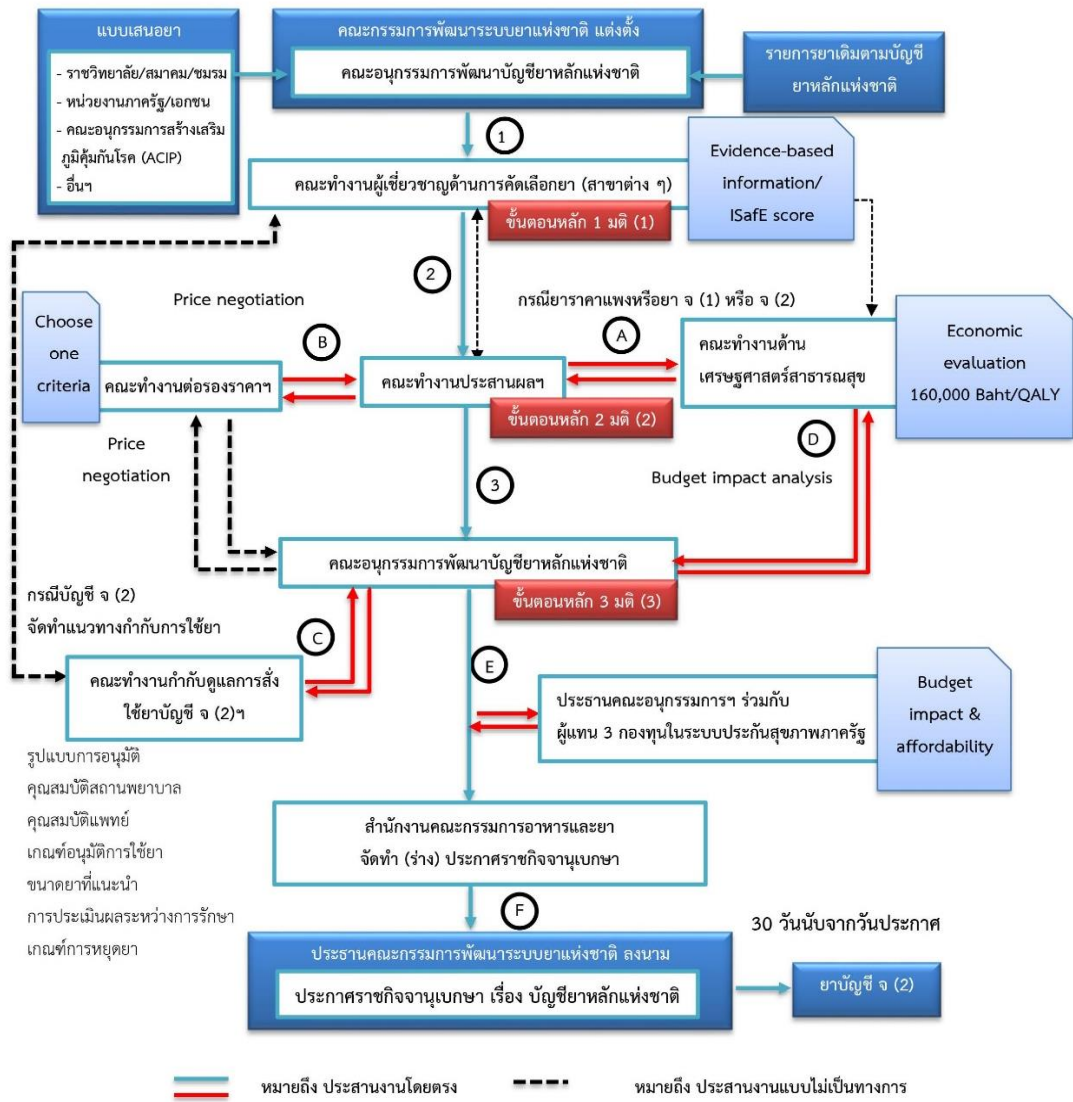 แบบเสนอยา
- ราชวิทยาลัย/สมาคม/ชมรม
- หน่วยงานภาครัฐ/เอกชน
- คณะอนุกรรมการสร้างเสริม
ภูมิคุ้มกันโรค (ACIP)
- อื่นๆ
คณะกรรมการพัฒนาระบบยาแห่งชาติ แต่งตั้ง
คณะอนุกรรมการพัฒนาบัญชียาหลักแห่งชาติ
รายการยาเดิมตามบัญชี
ยาหลักแห่งชาติ
1
คณะทำงานผู้เชี่ยวชาญด้านการคัดเลือกยา (สาขาต่าง ๆ)
ขั้นตอนหลัก 1 มติ (1)
Evidence-based
information/
ISafE score
2
Price negotiation
กรณียาราคาแพงหรือยา จ (1) หรือ จ (2)
Choose
one
criteria
คณะทำงานต่อรองราคาฯ
B
คณะทำงานประสานผลฯ
ขั้นตอนหลัก 2 มติ (2)
A
คณะทำงานด้าน
เศรษฐศาสตร์สาธารณสุข
Economic
evaluation
160,000 Baht/QALY
Price
negotiation
3
D
Budget impact analysis
คณะอนุกรรมการพัฒนาบัญชียาหลักแห่งชาติ
ขั้นตอนหลัก 3 มติ (3)
กรณีบัญชี จ (2)
จัดทำแนวทางกำกับการใช้ยา
C
คณะทำงานกำกับดูแลการสั่ง
ใช้ยาบัญชี จ (2)ฯ
E
ประธานคณะอนุกรรมการฯ ร่วมกับ
ผู้แทน 3 กองทุนในระบบประกันสุขภาพภาครัฐ
Budget
impact &
affordability
รูปแบบการอนุมัติ
คุณสมบัติสถานพยาบาล
คุณสมบัติแพทย์
เกณฑ์อนุมัติการใช้ยา
ขนาดยาที่แนะนำ
การประเมินผลระหว่างการรักษา
เกณฑ์การหยุดยา
สำนักงานคณะกรรมการอาหารและยา
จัดทำ (ร่าง) ประกาศราชกิจจานุเบกษา
F
ประธานคณะกรรมการพัฒนาระบบยาแห่งชาติ ลงนาม
ประกาศราชกิจจานุเบกษา เรื่อง บัญชียาหลักแห่งชาติ
30 วันนับจากวันประกาศ
ยาบัญชี จ (2)
หมายถึง ประสานงานโดยตรง
หมายถึง ประสานงานแบบไม่เป็นทางการ